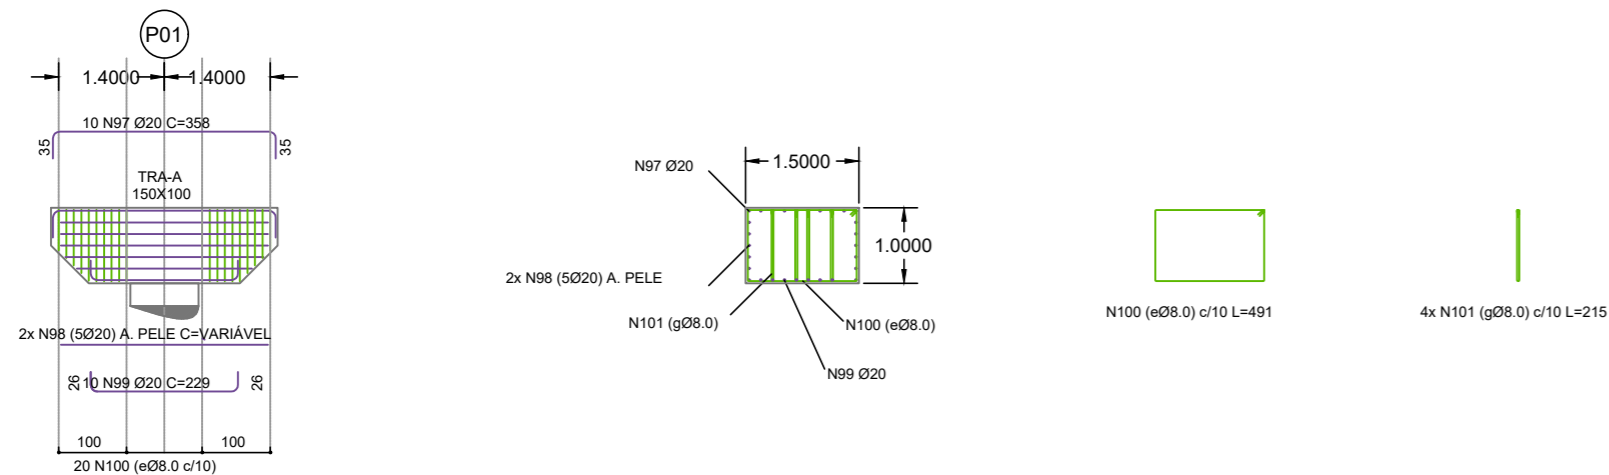 P01
1.4000
1.4000
10 N97 Ø20 C=358
35
35
TRA-A
150X100
2x N98 (5Ø20) A. PELE C=VARIÁVEL
26
10 N99 Ø20 C=229
26
100
100
20 N100 (eØ8.0 c/10)
N97 Ø20
1.5000
1.0000
2x N98 (5Ø20) A. PELE
N101 (gØ8.0)
N100 (eØ8.0)
N99 Ø20
N100 (eØ8.0) c/10 L=491
4x N101 (gØ8.0) c/10 L=215